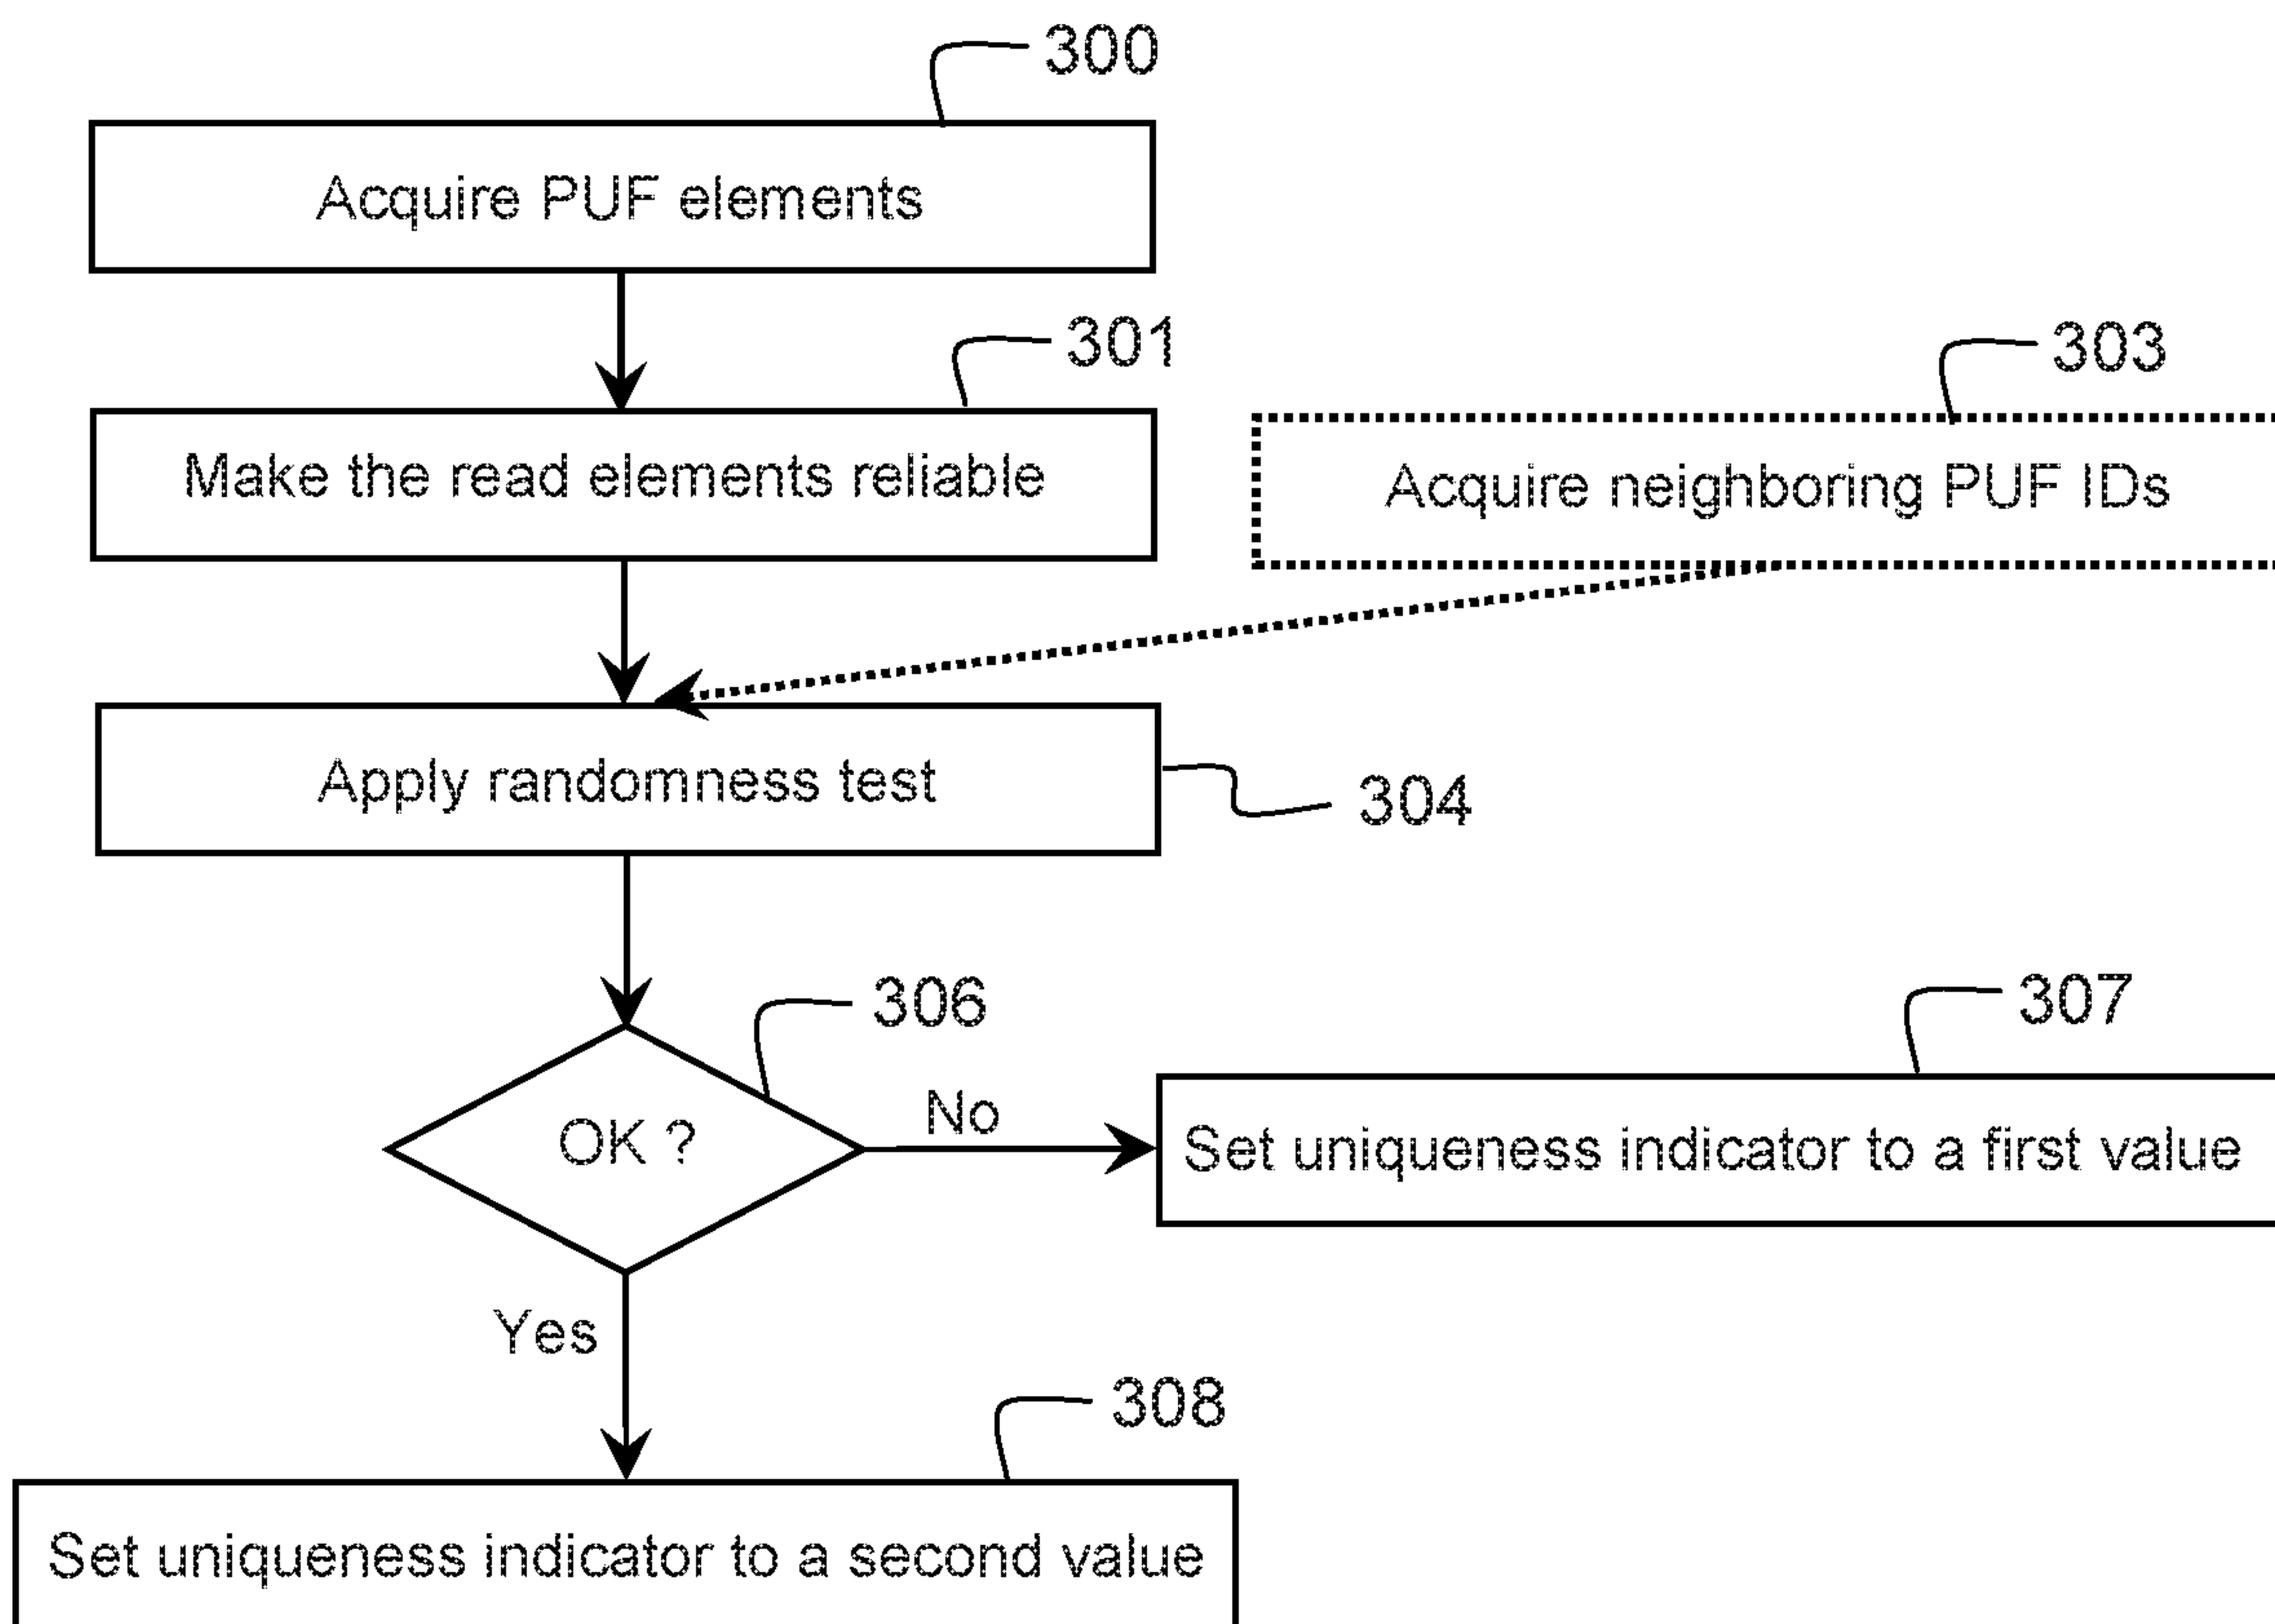 300
Acquire PUF elements
301
Make the read elements reliable
303
Acquire neighboring PUF IDs
Apply randomness test
304
306
OK ?
No
307
Set uniqueness indicator to a first value
Yes
308
Set uniqueness indicator to a second value